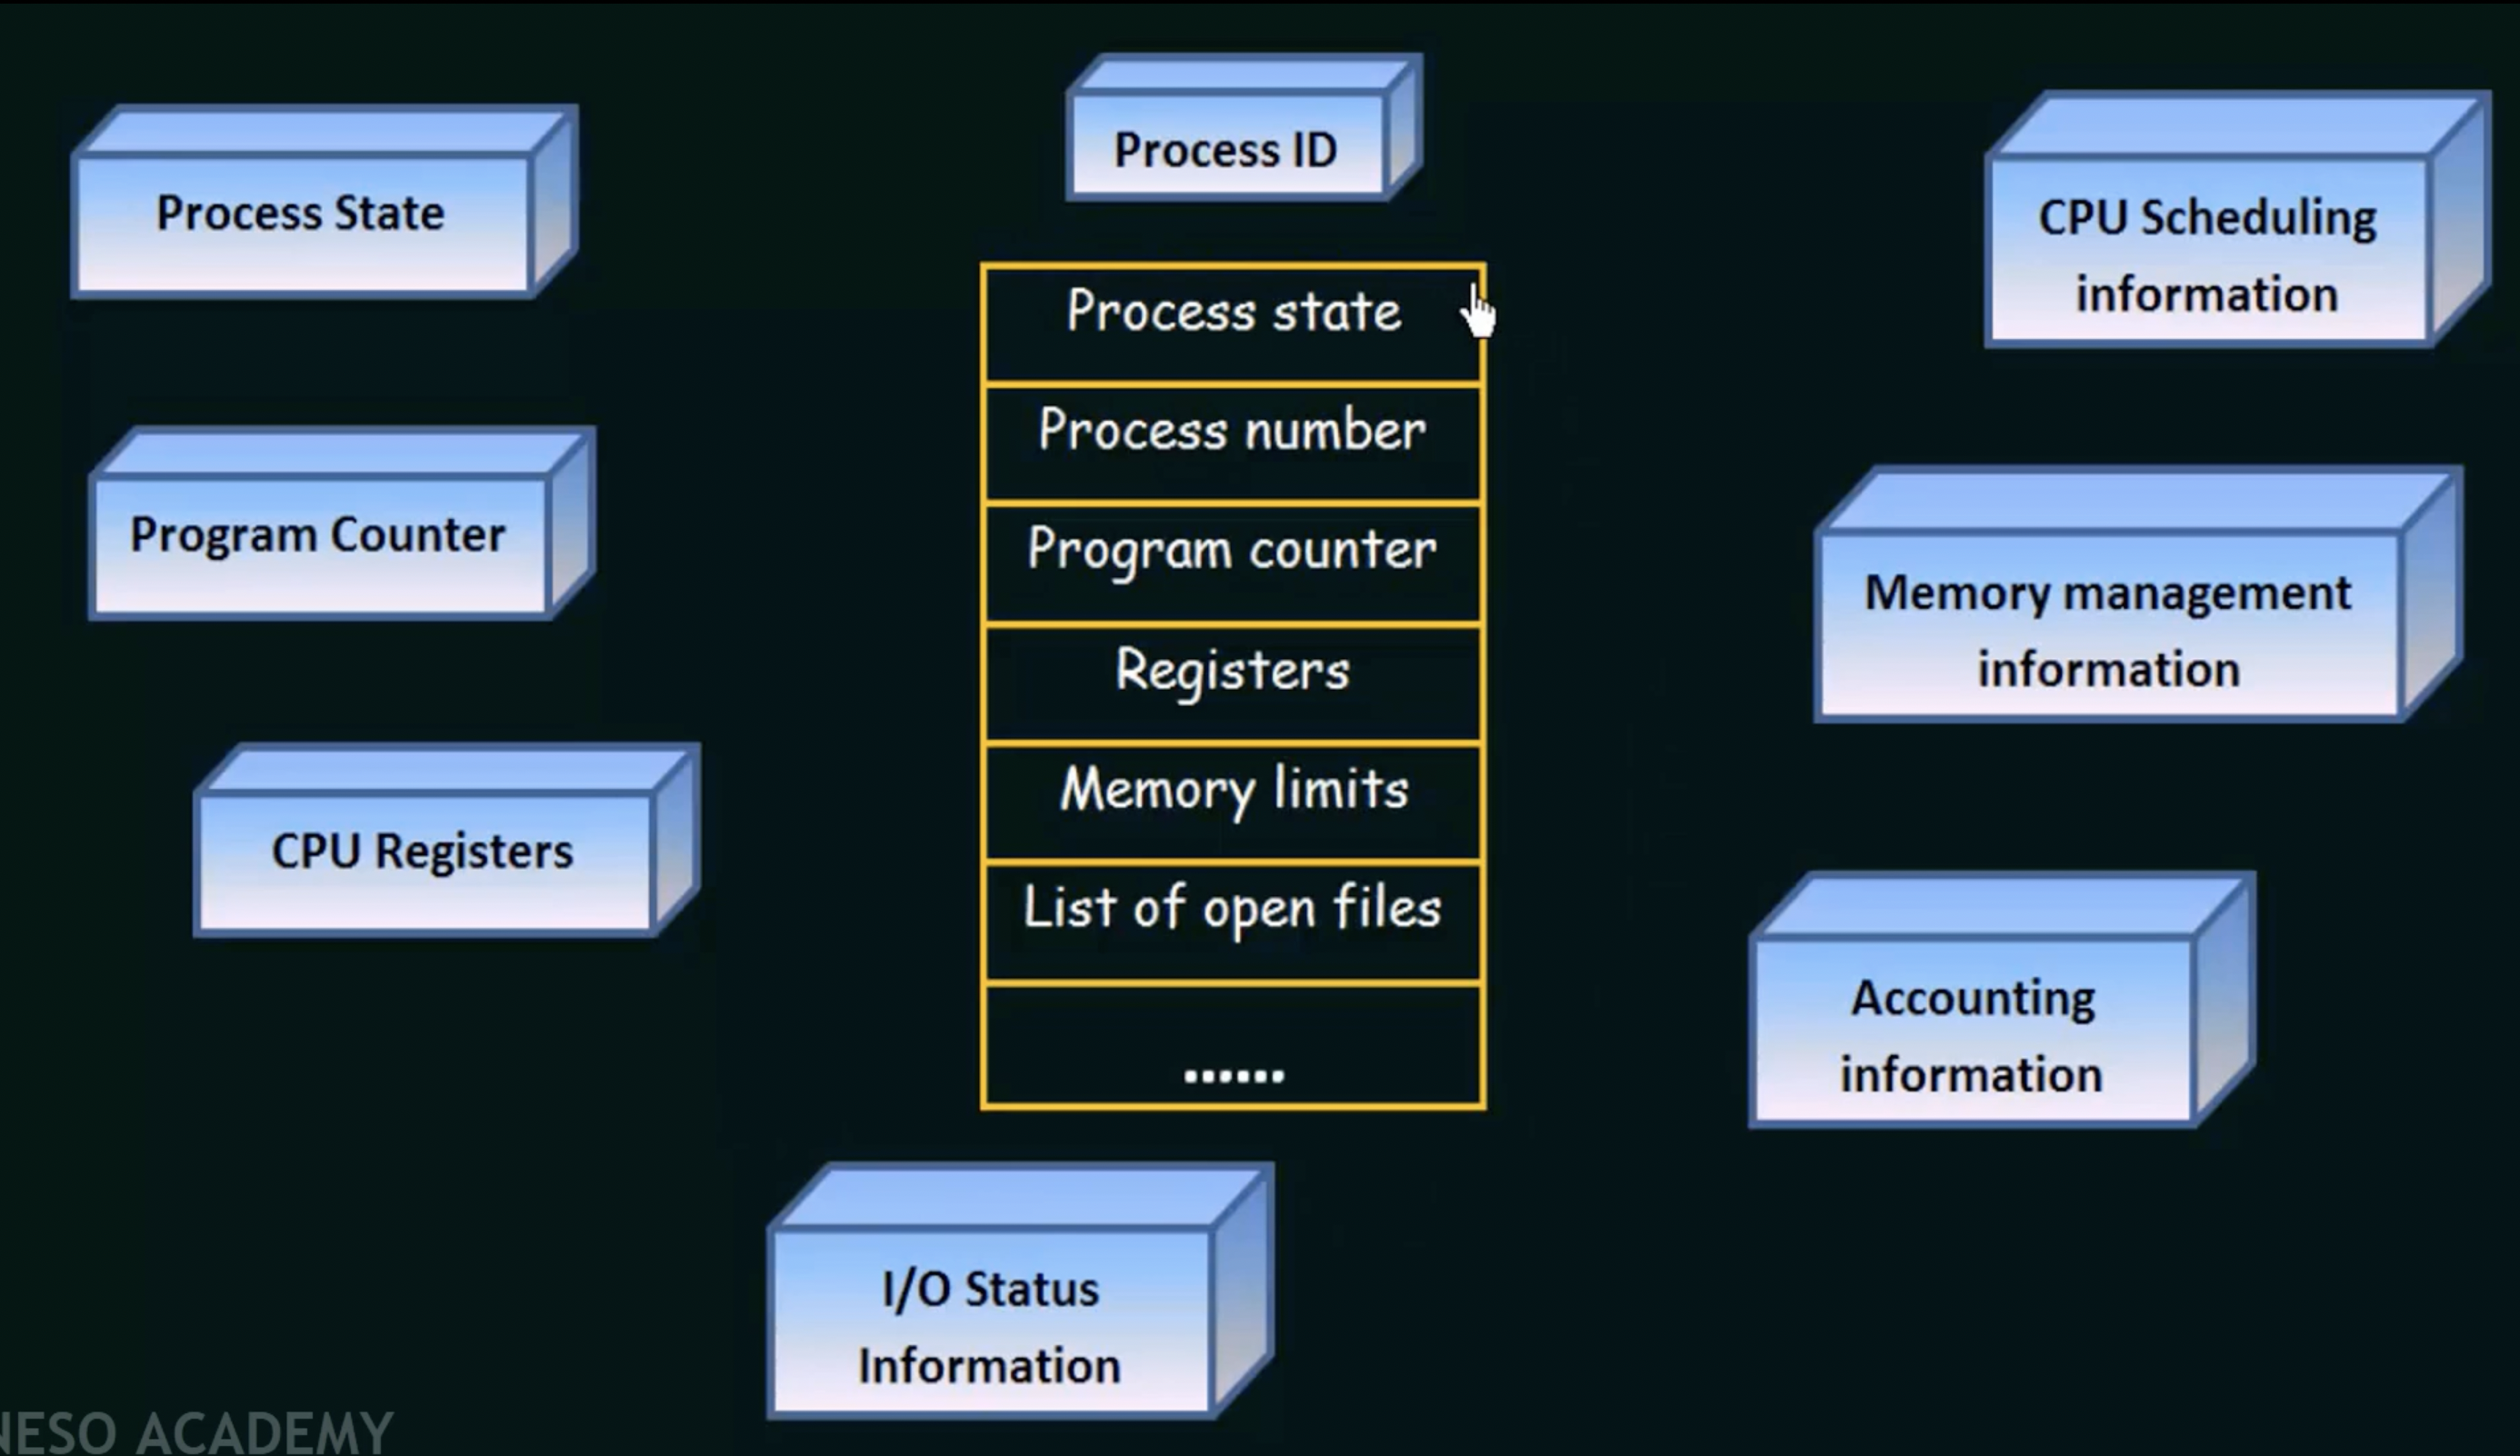 Process ID
Process State
CPU Scheduling
information
Process state
Process number
Program counter
Registers
Memory limits
List of open files
......
Program Counter
Memory management
information
CPU Registers
Accounting
information
I/O Status
Information
NESO ACADEMY